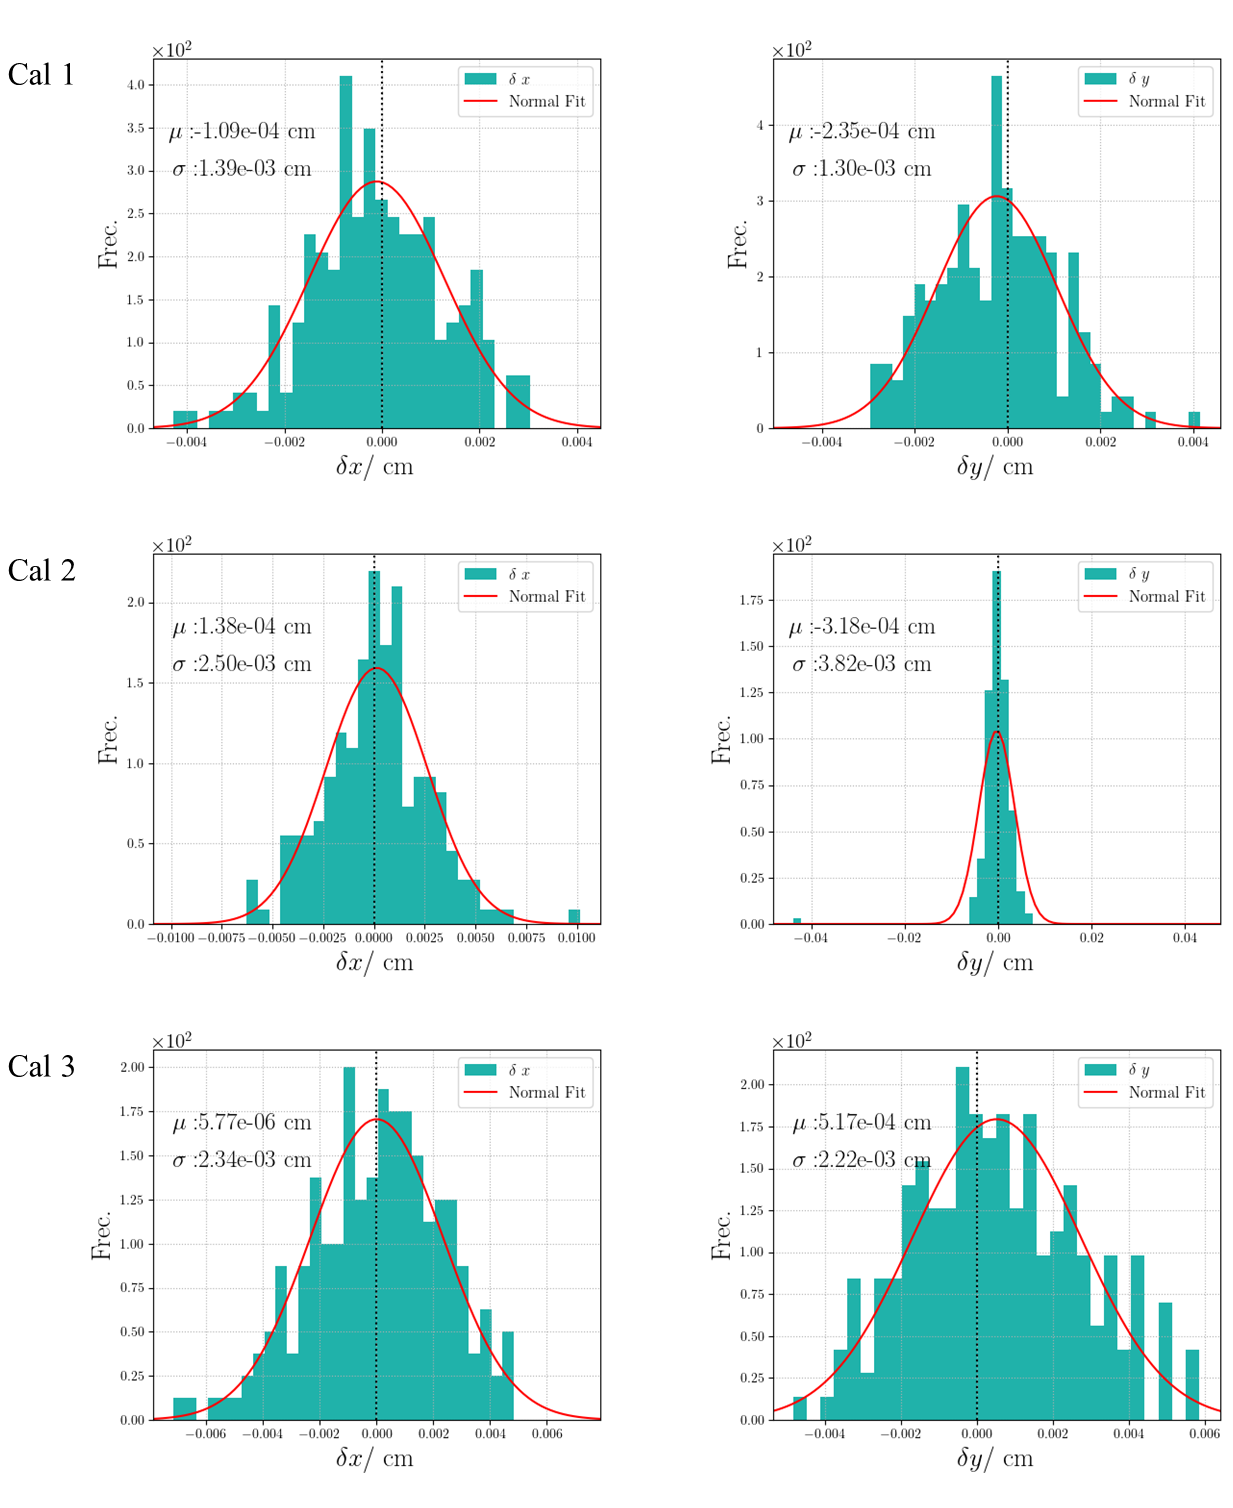 Cal 1
×10²
4.0
3.5
3.0
2.5
2.0
1.5
1.0
0.5
0.0
Frec.
μ :-1.09e-04 cm
σ :1.39e-03 cm
δ x
Normal Fit
−0.004 −0.002 0.000 0.002 0.004
δx/ cm
×10²
4
3
2
1
0
Frec.
μ :-2.35e-04 cm
σ :1.30e-03 cm
δ y
Normal Fit
−0.004 −0.002 0.000 0.002 0.004
δy/ cm
Cal 2
×10²
2.0
1.5
1.0
0.5
0.0
Frec.
μ :1.38e-04 cm
σ :2.50e-03 cm
δ x
Normal Fit
−0.0100 −0.0075 −0.0050 −0.0025 0.0000 0.0025 0.0050 0.0075 0.0100
δx/ cm
×10²
1.75
1.50
1.25
1.00
0.75
0.50
0.25
0.00
Frec.
μ :-3.18e-04 cm
σ :3.82e-03 cm
δ y
Normal Fit
−0.04 −0.02 0.00 0.02 0.04
δy/ cm
Cal 3
×10²
2.00
1.75
1.50
1.25
1.00
0.75
0.50
0.25
0.00
Frec.
μ :5.77e-06 cm
σ :2.34e-03 cm
δ x
Normal Fit
−0.006 −0.004 −0.002 0.000 0.002 0.004 0.006
δx/ cm
×10²
2.00
1.75
1.50
1.25
1.00
0.75
0.50
0.25
0.00
Frec.
μ :5.17e-04 cm
σ :2.22e-03 cm
δ y
Normal Fit
−0.004 −0.002 0.000 0.002 0.004 0.006
δy/ cm